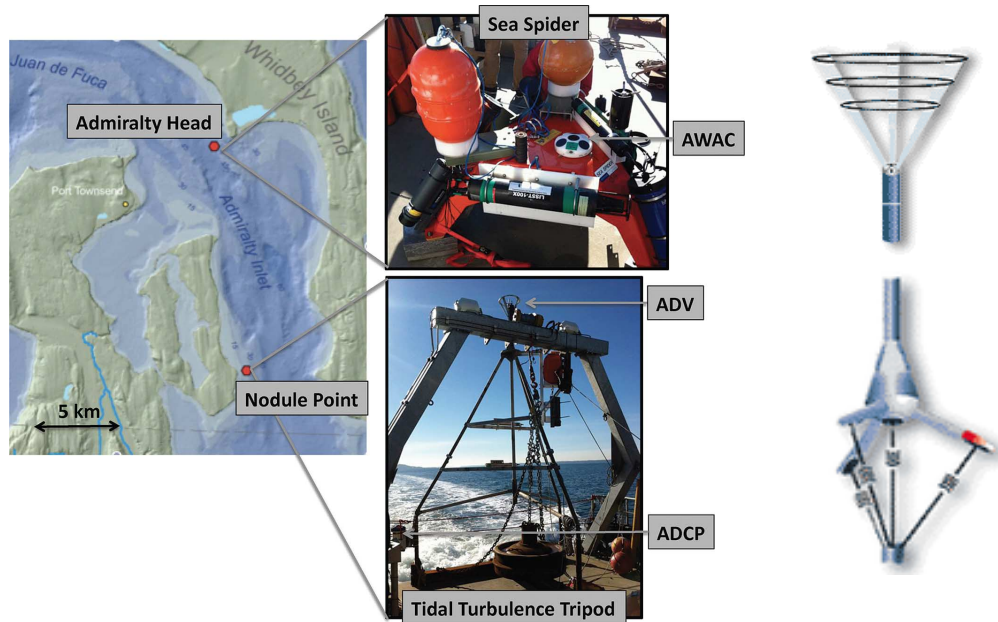 Sea Spider
Juan de Fuca
Whidbey Island
Admiralty Head
AWAC
Port Townsend
LISST-100X
Admiralty Inlet
ADV
Nodule Point
5 km
ADCP
Tidal Turbulence Tripod